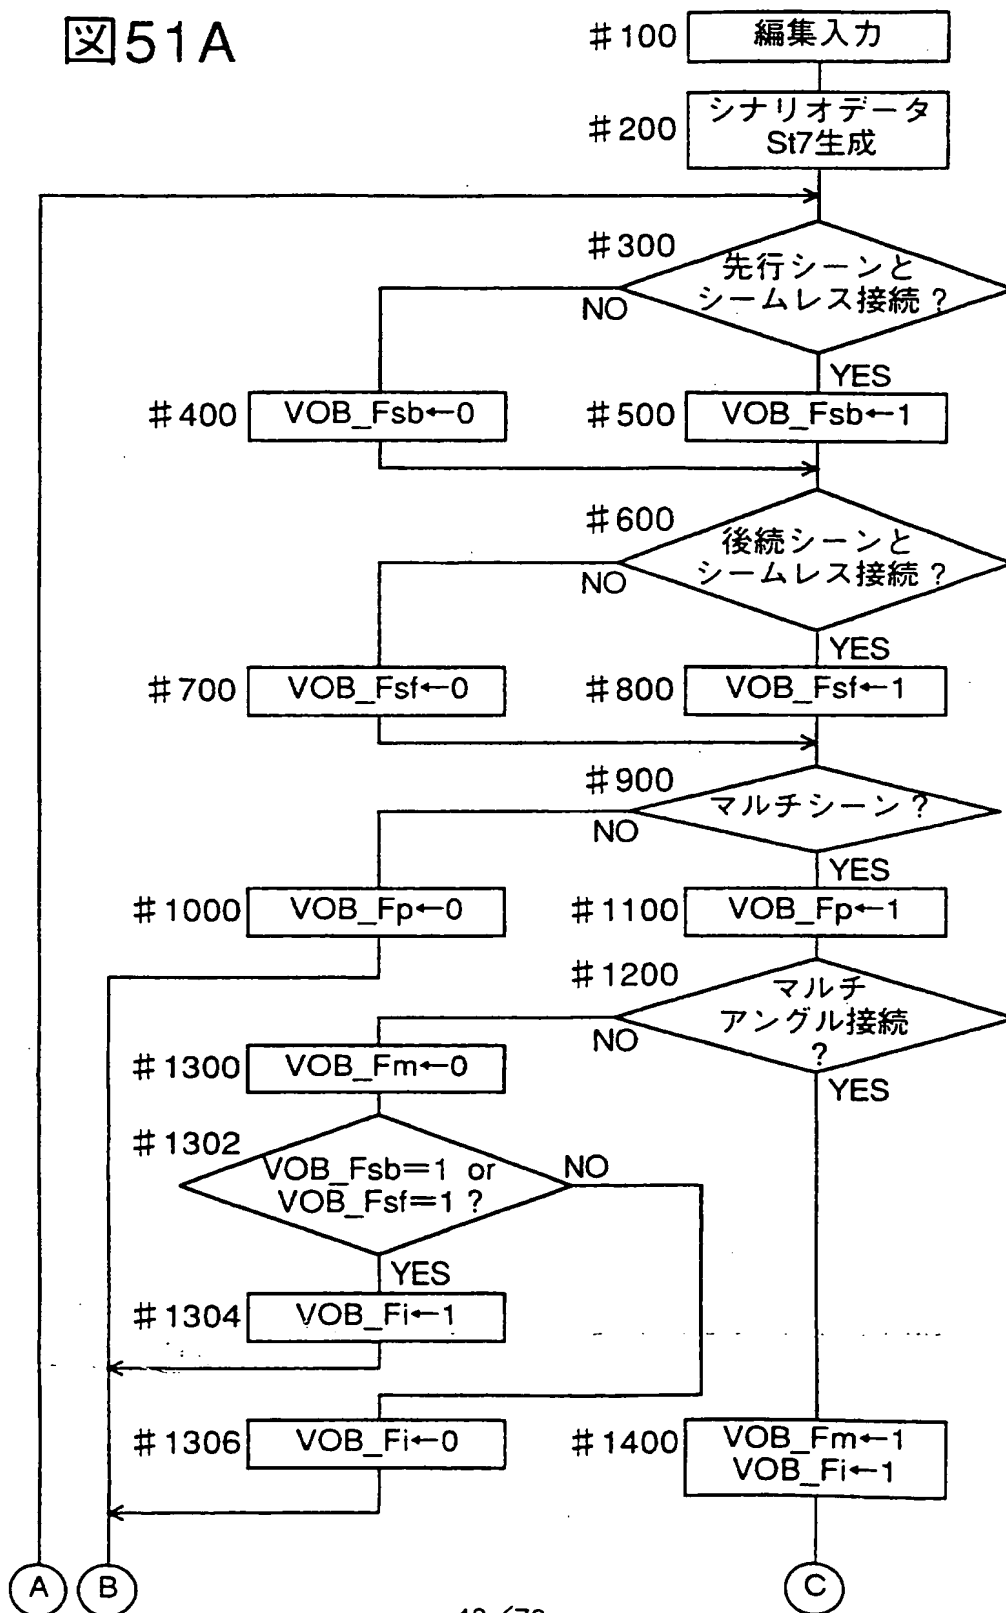 図51A
#100
編集入力
#200
シナリオデータ
St7生成
#300
先行シーンと
シームレス接続?
NO
YES
#400
VOB_Fsb←0
#500
VOB_Fsb←1
#600
後続シーンと
シームレス接続?
NO
YES
#700
VOB_Fsf←0
#800
VOB_Fsf←1
#900
マルチシーン?
NO
YES
#1000
VOB_Fp←0
#1100
VOB_Fp←1
#1200
マルチ
アングル接続
?
NO
YES
#1300
VOB_Fm←0
#1302
VOB_Fsb=1 or
VOB_Fsf=1 ?
NO
YES
#1304
VOB_Fi←1
#1306
VOB_Fi←0
#1400
VOB_Fm←1
VOB_Fi←1
A
B
C